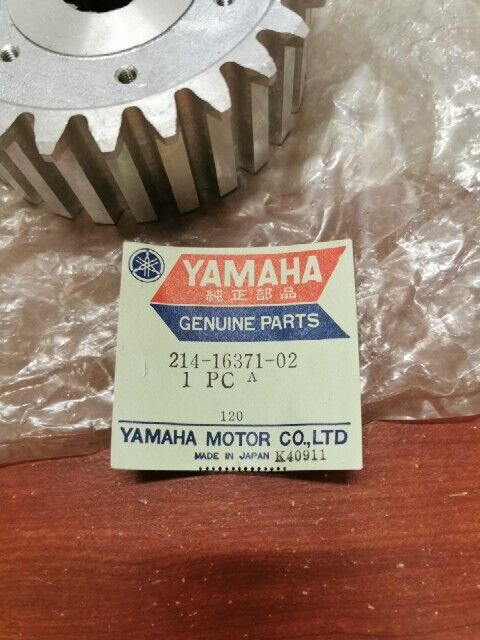 YAMAHA
純正部品
GENUINE PARTS
214-16371-02
1 PC A
120
YAMAHA MOTOR CO.,LTD
MADE IN JAPAN K40911